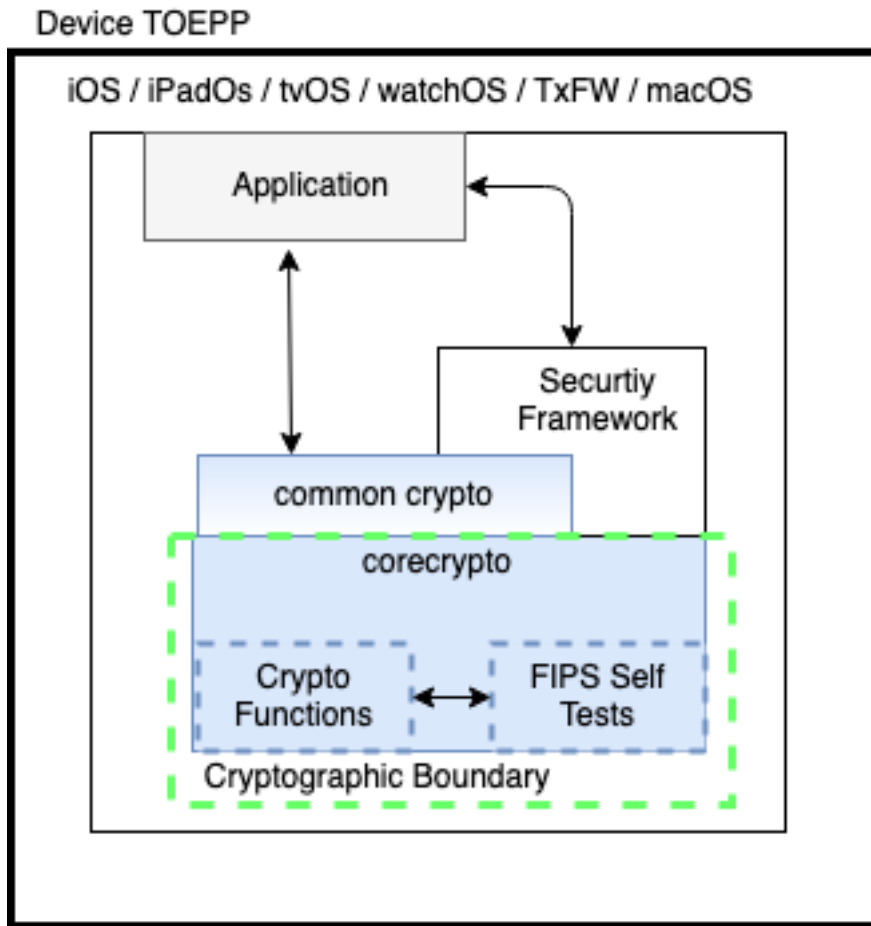 Device TOEPP
iOS / iPadOs / tvOS / watchOS / TxFW / macOS
Application
Securtiy
Framework
common crypto
corecrypto
Crypto
Functions
FIPS Self
Tests
Cryptographic Boundary